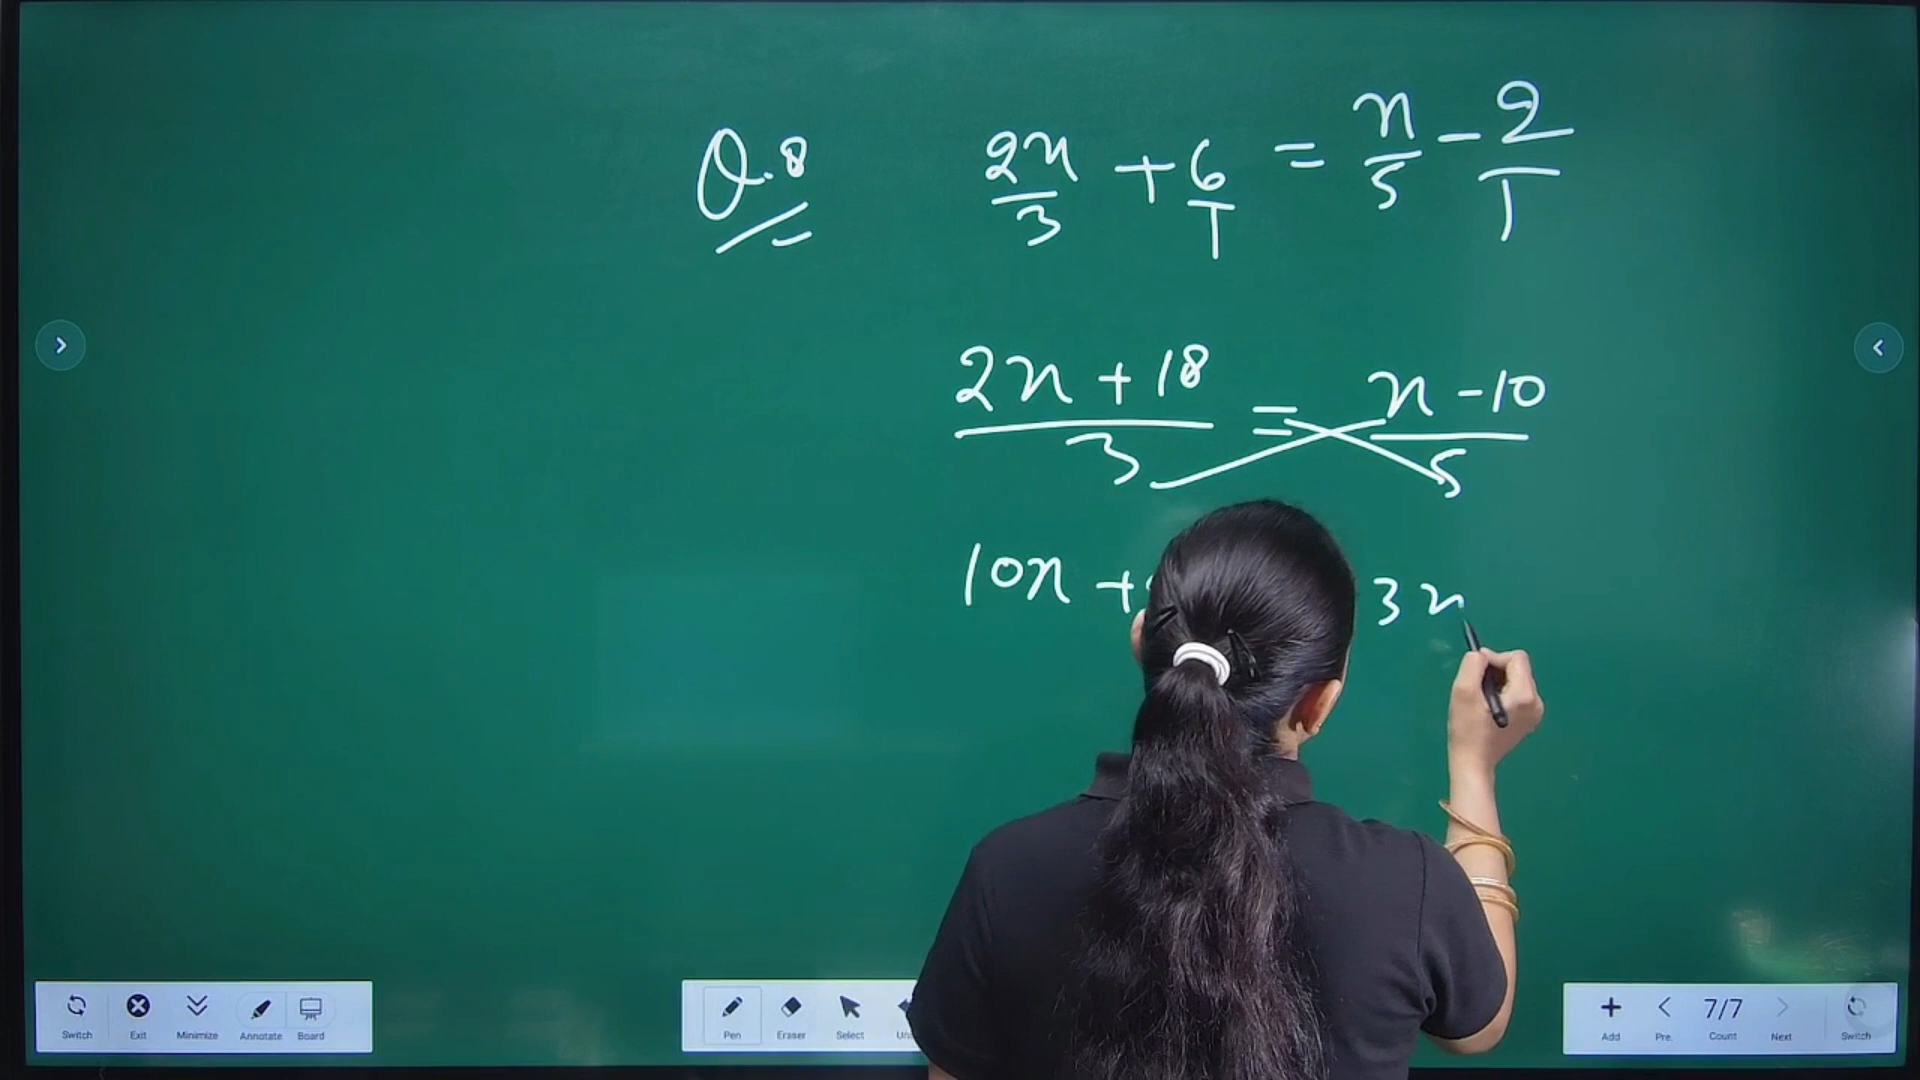 Q.8 2x/3 + 6/1 = x/5 - 2/1
2x + 18/3 = x - 10/5
10x + 3x
Switch Exit Minimize Annotate Board
Pen Eraser Select
Add Pre. 7/7 Count Next Switch